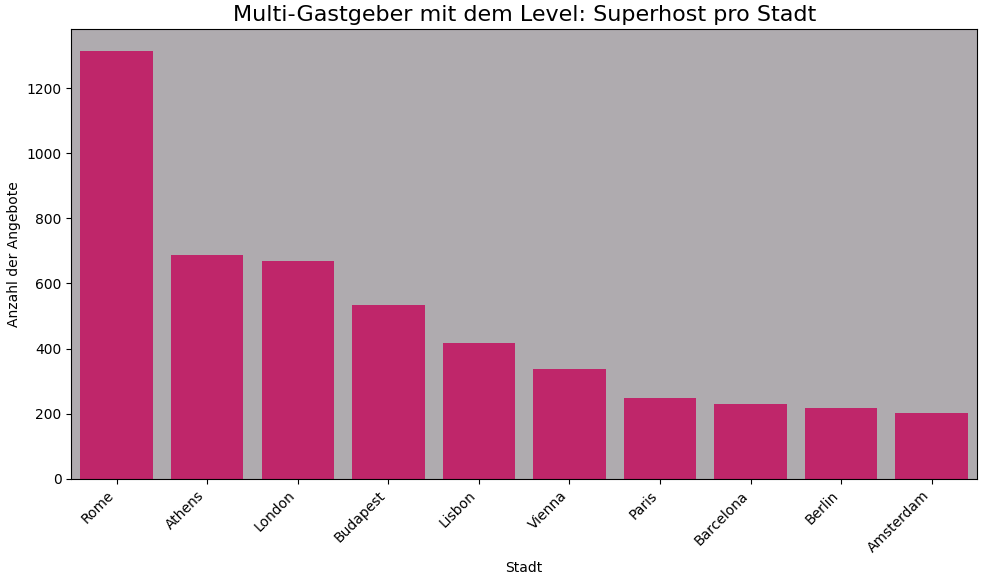 Multi-Gastgeber mit dem Level: Superhost pro Stadt
Anzahl der Angebote
1200
1000
800
600
400
200
0
Rome
Athens
London
Budapest
Lisbon
Vienna
Paris
Barcelona
Berlin
Amsterdam
Stadt